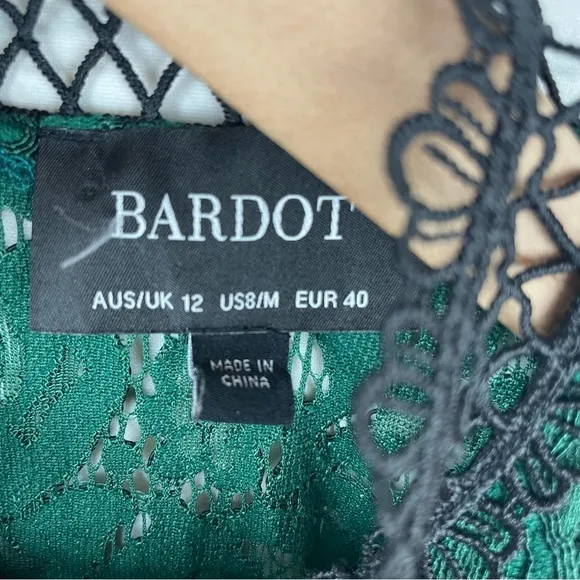 BARDOT
AUS/UK 12 US8/M EUR 40
MADE IN
CHINA